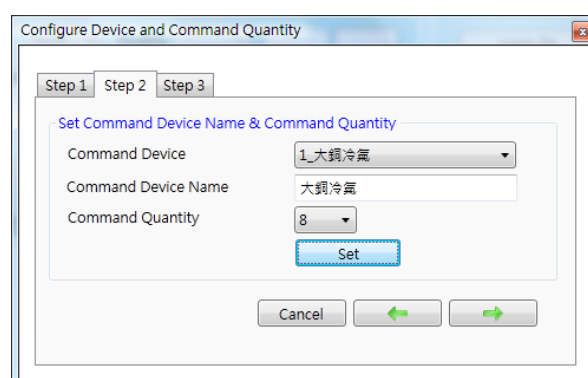 Configure Device and Command Quantity
Step 1 Step 2 Step 3
Set Command Device Name & Command Quantity
Command Device 1_大銅冷氣
Command Device Name 大銅冷氣
Command Quantity 8
Set
Cancel